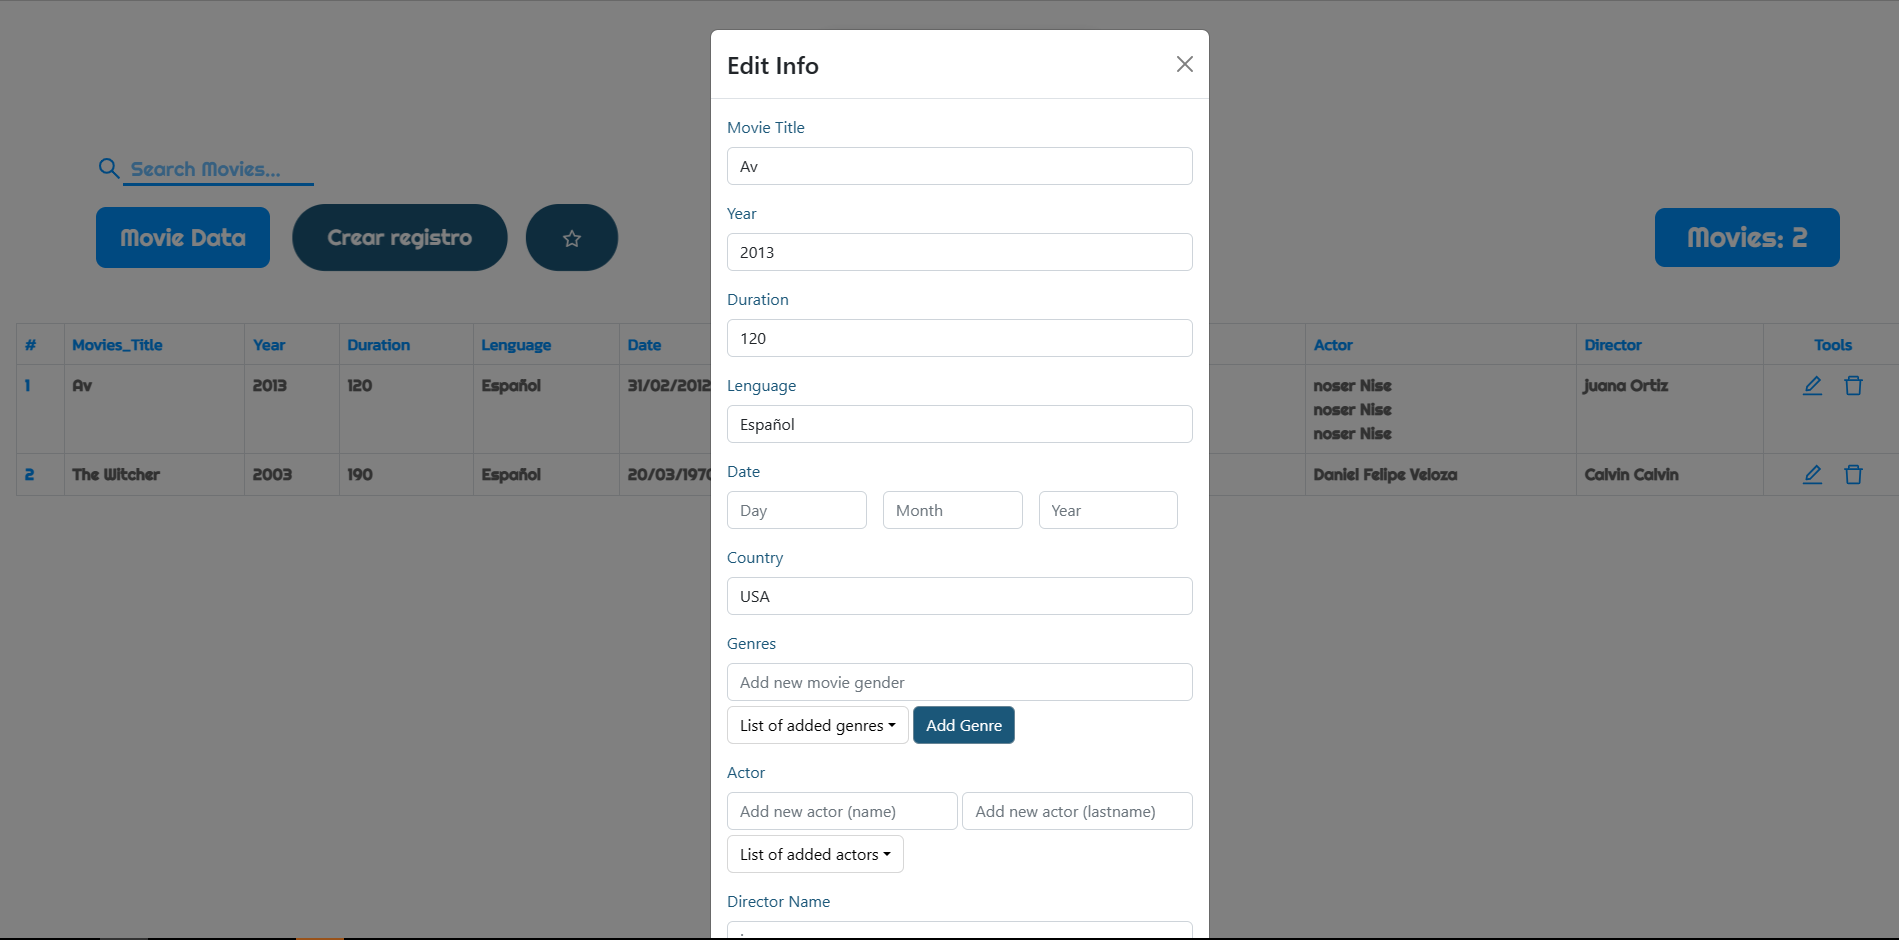 Edit Info
Movie Title
Av
Year
2013
Duration
120
Lenguage
Español
Date
Day Month Year
Country
USA
Genres
Add new movie gender
List of added genres Add Genre
Actor
Add new actor (name) Add new actor (lastname)
List of added actors
Director Name
Search Movies...
Movie Data Crear registro Movies: 2
# Movies_Title Year Duration Lenguage Date Actor Director Tools
1 Av 2013 120 Español 31/02/2012 noser Nise juana Ortiz
noser Nise
noser Nise
2 The Witcher 2003 190 Español 20/03/1970 Daniel Felipe Veloza Calvin Calvin